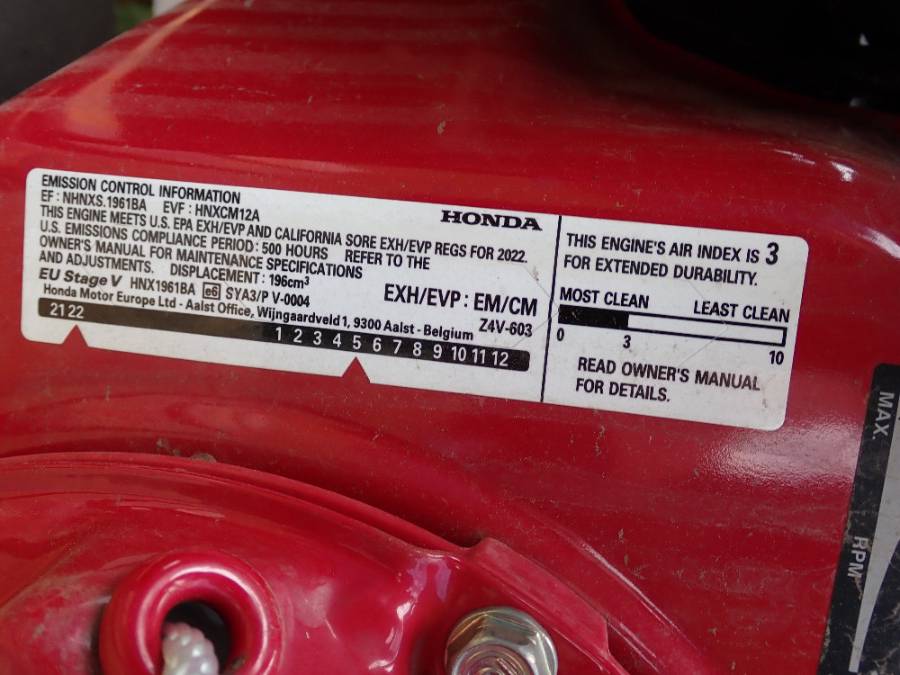 EMISSION CONTROL INFORMATION
EF : NHNXS.1961BA EVF : HNXCM12A
HONDA
THIS ENGINE MEETS U.S. EPA EXH/EVP AND CALIFORNIA SORE EXH/EVP REGS FOR 2022.
U.S. EMISSIONS COMPLIANCE PERIOD: 500 HOURS REFER TO THE
OWNER'S MANUAL FOR MAINTENANCE SPECIFICATIONS
AND ADJUSTMENTS. DISPLACEMENT : 196cm³
EXH/EVP : EM/CM
EU Stage V HNX1961BA e6 SYA3/P V-0004
Honda Motor Europe Ltd - Aalst Office, Wijngaardveld 1, 9300 Aalst - Belgium Z4V-603
21 22
1 2 3 4 5 6 7 8 9 10 11 12
THIS ENGINE'S AIR INDEX IS 3
FOR EXTENDED DURABILITY.
MOST CLEAN LEAST CLEAN
0 3 10
READ OWNER'S MANUAL
FOR DETAILS.
MAX.
RPM